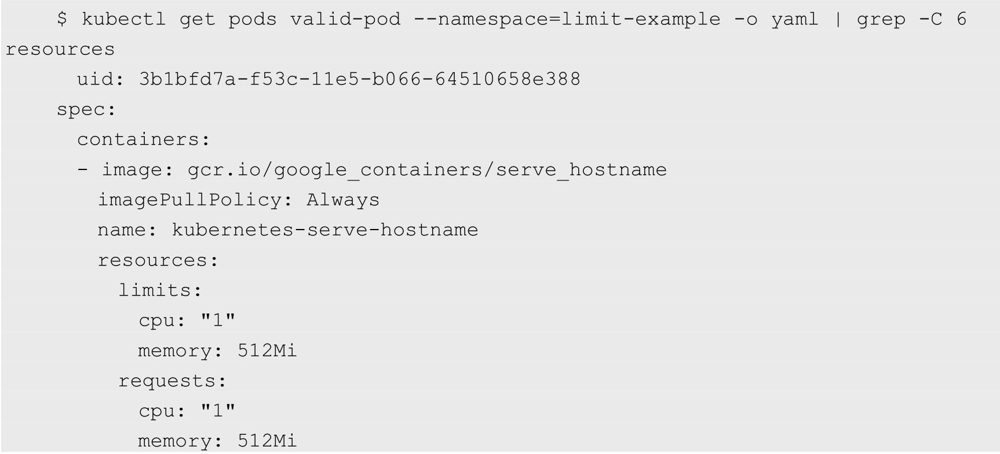 $ kubectl get pods valid-pod --namespace=limit-example -o yaml | grep -C 6
resources
uid: 3b1bfd7a-f53c-11e5-b066-64510658e388
spec:
containers:
- image: gcr.io/google_containers/serve_hostname
imagePullPolicy: Always
name: kubernetes-serve-hostname
resources:
limits:
cpu: "1"
memory: 512Mi
requests:
cpu: "1"
memory: 512Mi